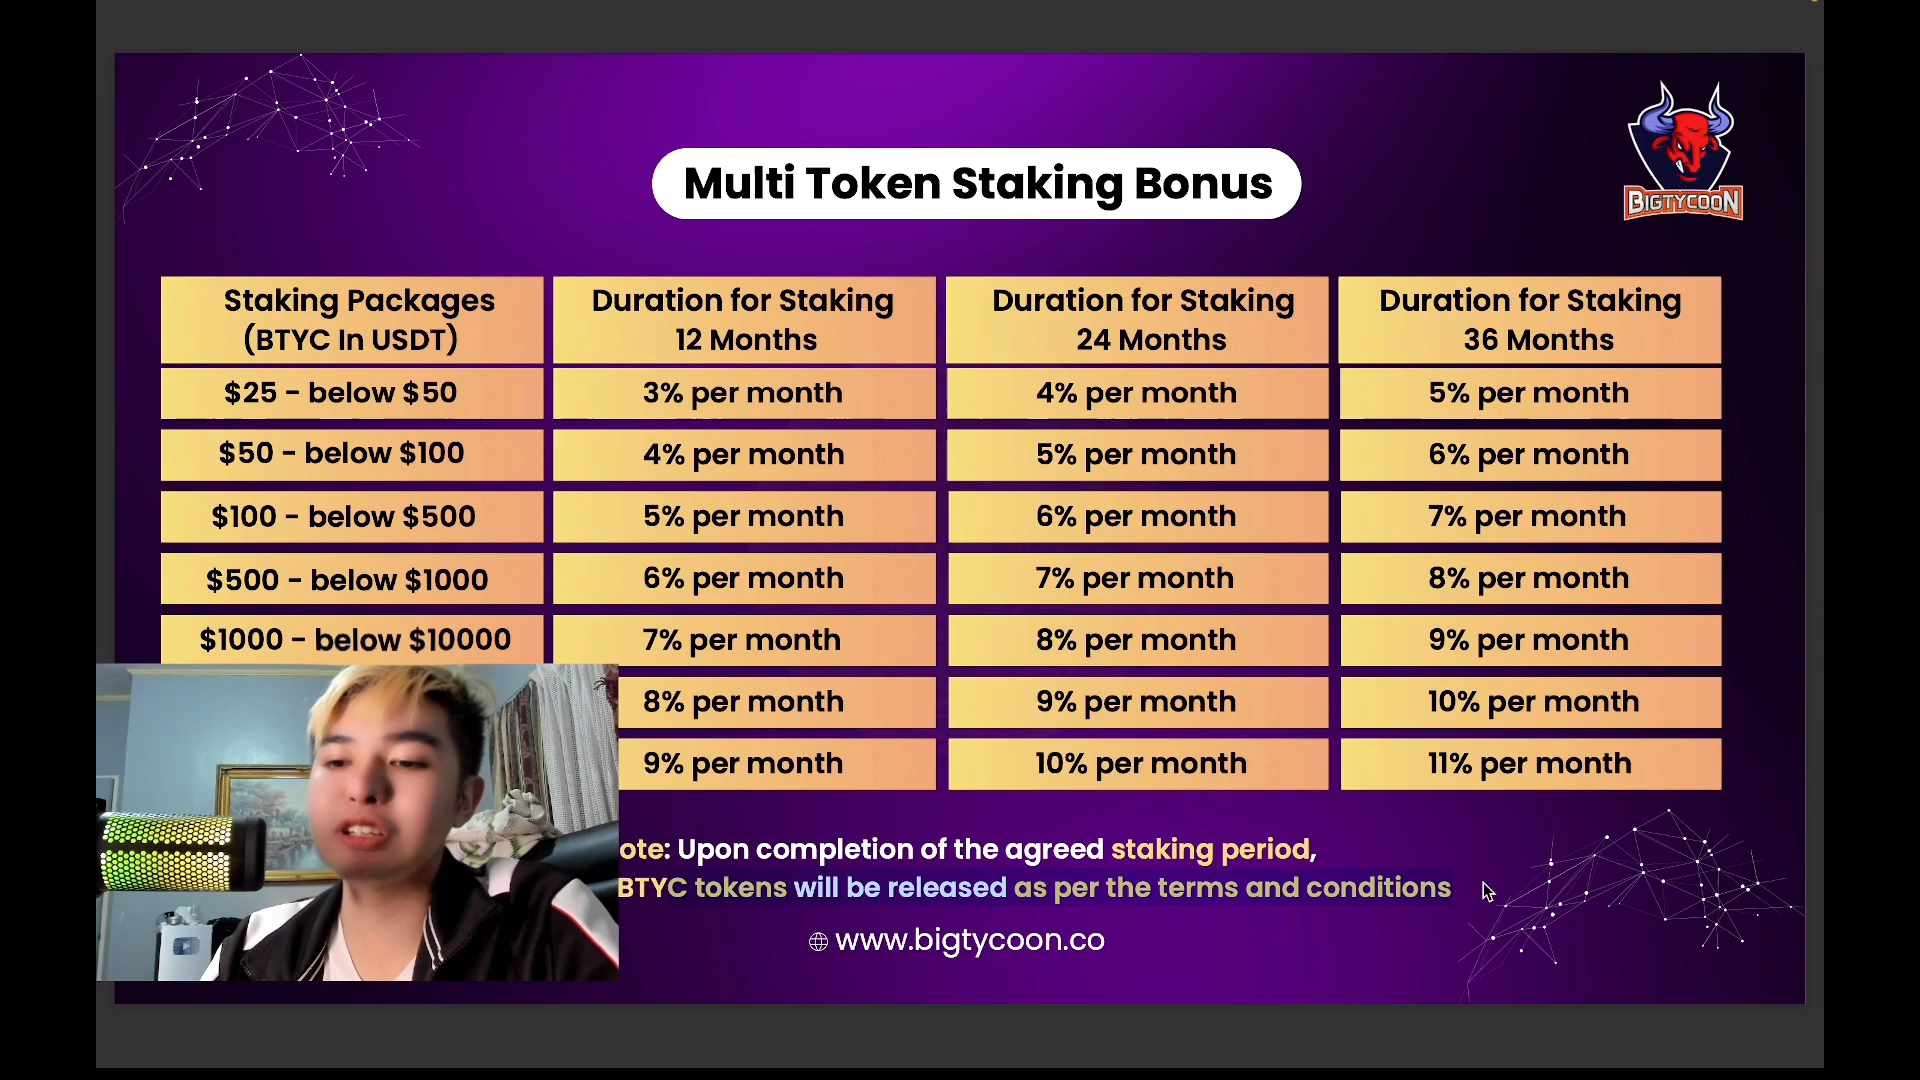 Multi Token Staking Bonus
BIGTYCOON
Staking Packages
(BTYC In USDT)
Duration for Staking
12 Months
Duration for Staking
24 Months
Duration for Staking
36 Months
$25 - below $50
3% per month
4% per month
5% per month
$50 - below $100
4% per month
5% per month
6% per month
$100 - below $500
5% per month
6% per month
7% per month
$500 - below $1000
6% per month
7% per month
8% per month
$1000 - below $10000
7% per month
8% per month
9% per month
8% per month
9% per month
10% per month
9% per month
10% per month
11% per month
ote: Upon completion of the agreed staking period,
BTYC tokens will be released as per the terms and conditions
www.bigtycoon.co